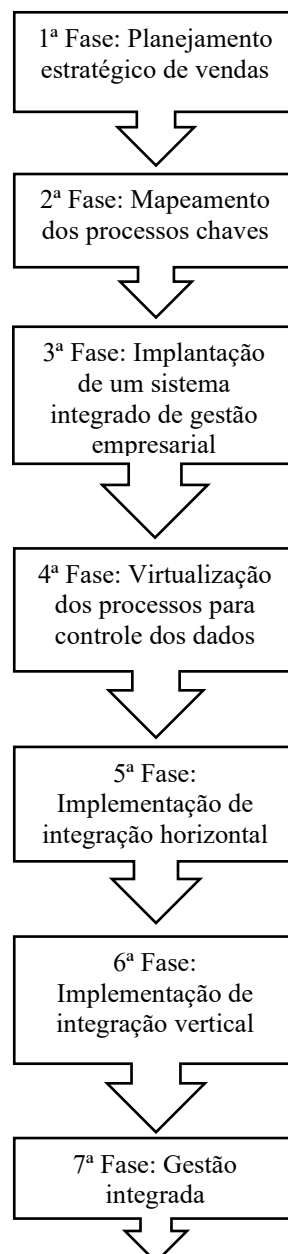 1ª Fase: Planejamento
estratégico de vendas
2ª Fase: Mapeamento
dos processos chaves
3ª Fase: Implantação
de um sistema
integrado de gestão
empresarial
4ª Fase: Virtualização
dos processos para
controle dos dados
5ª Fase:
Implementação de
integração horizontal
6ª Fase:
Implementação de
integração vertical
7ª Fase: Gestão
integrada